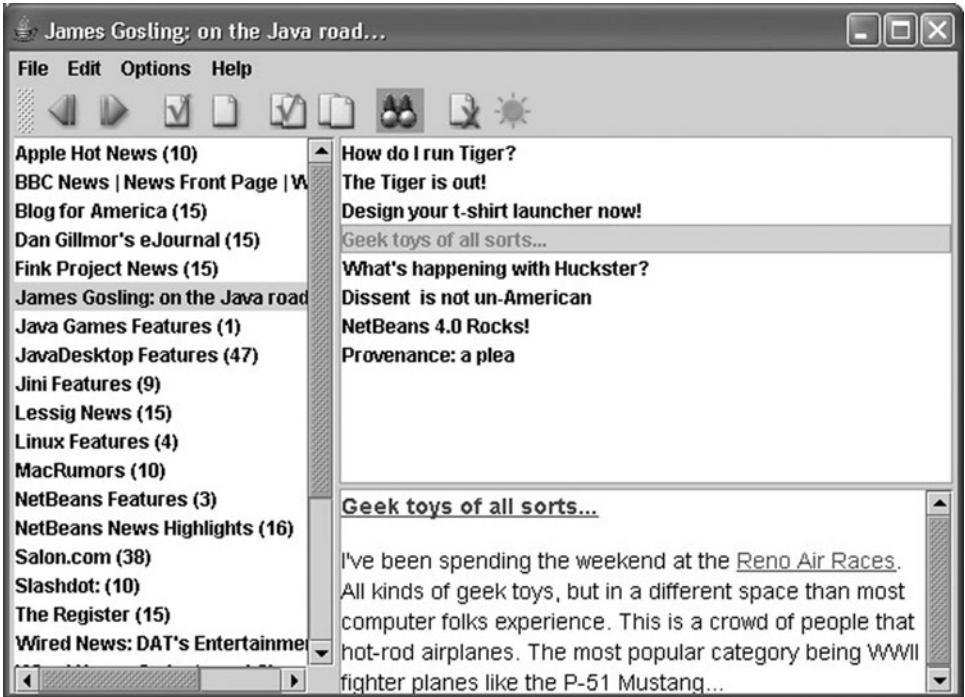 James Gosling: on the Java road...
File Edit Options Help
Apple Hot News (10)
BBC News | News Front Page | W
Blog for America (15)
Dan Gillmor's eJournal (15)
Fink Project News (15)
James Gosling: on the Java road
Java Games Features (1)
JavaDesktop Features (47)
Jini Features (9)
Lessig News (15)
Linux Features (4)
MacRumors (10)
NetBeans Features (3)
NetBeans News Highlights (16)
Salon.com (38)
Slashdot: (10)
The Register (15)
Wired News: DAT's Entertainme
How do I run Tiger?
The Tiger is out!
Design your t-shirt launcher now!
Geek toys of all sorts...
What's happening with Huckster?
Dissent is not un-American
NetBeans 4.0 Rocks!
Provenance: a plea
Geek toys of all sorts...
I've been spending the weekend at the Reno Air Races.
All kinds of geek toys, but in a different space than most
computer folks experience. This is a crowd of people that
hot-rod airplanes. The most popular category being WWII
fighter planes like the P-51 Mustang...